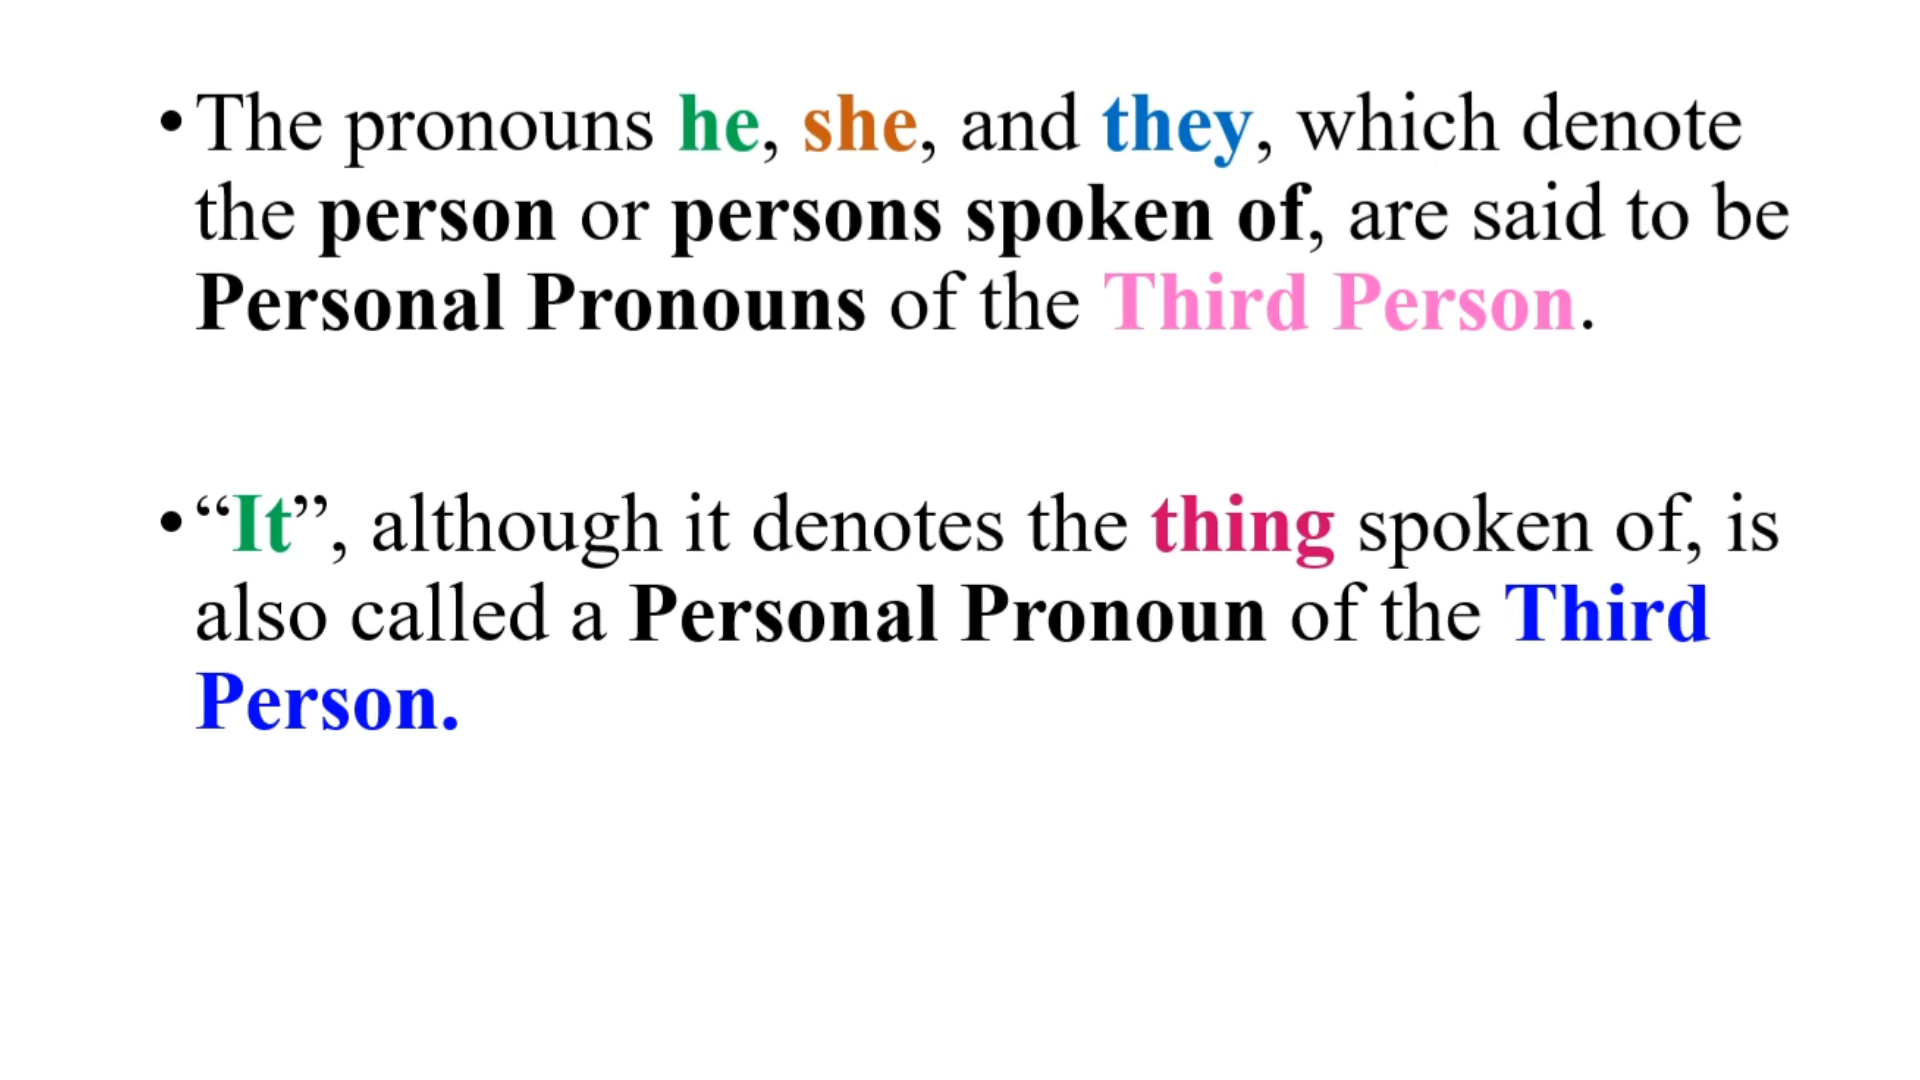 • The pronouns he, she, and they, which denote
the person or persons spoken of, are said to be
Personal Pronouns of the Third Person.
• “It”, although it denotes the thing spoken of, is
also called a Personal Pronoun of the Third
Person.